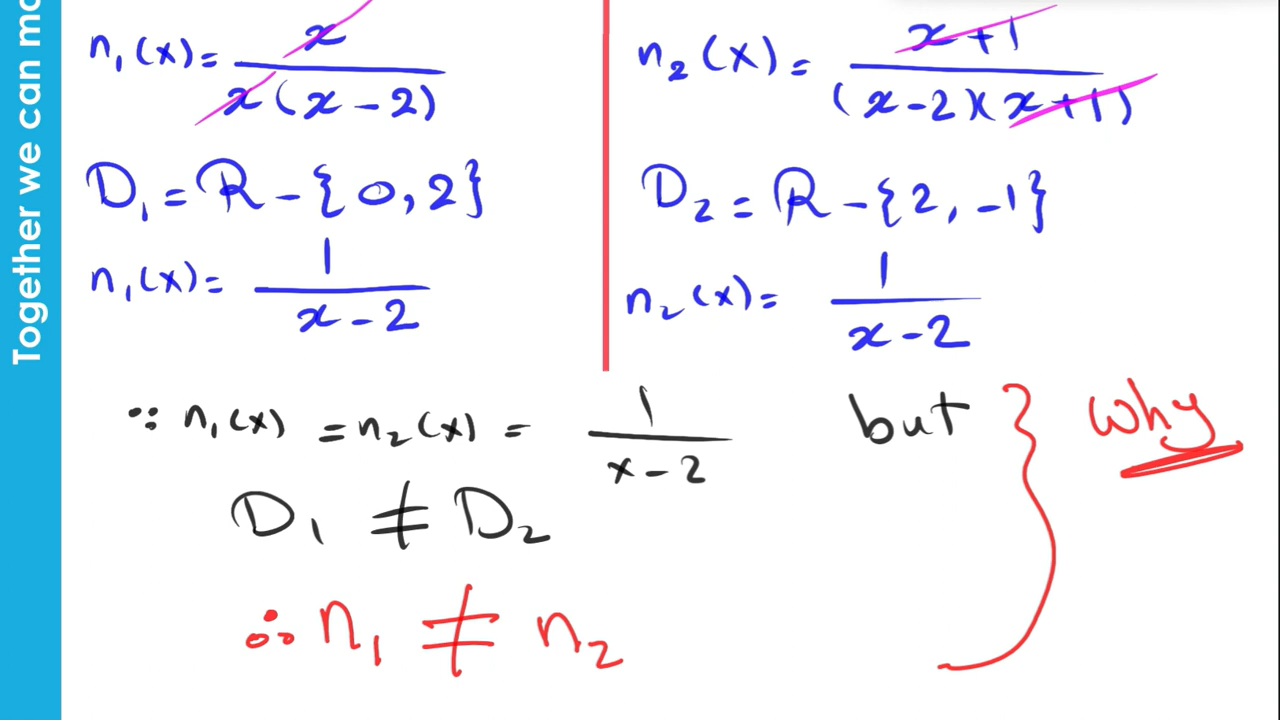 Together we can ma
n₁(x) = x / x(x-2)
D₁ = R - {0, 2}
n₁(x) = 1 / x-2
n₂(x) = x+1 / (x-2)(x+1)
D₂ = R - {2, -1}
n₂(x) = 1 / x-2
∵ n₁(x) = n₂(x) = 1 / x-2 but
D₁ ≠ D₂
∴ n₁ ≠ n₂
why